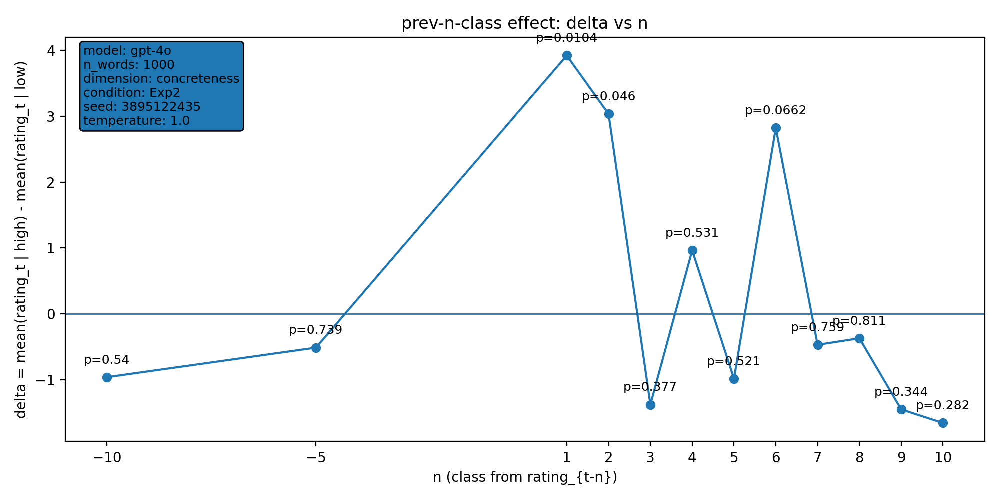 prev-n-class effect: delta vs n
model: gpt-4o
n_words: 1000
dimension: concreteness
condition: Exp2
seed: 3895122435
temperature: 1.0
delta = mean(rating_t | high) - mean(rating_t | low)
4
3
2
1
0
−1
p=0.54
p=0.739
p=0.0104
p=0.046
p=0.377
p=0.531
p=0.521
p=0.0662
p=0.759
p=0.811
p=0.344
p=0.282
−10
−5
1
2
3
4
5
6
7
8
9
10
n (class from rating_{t-n})